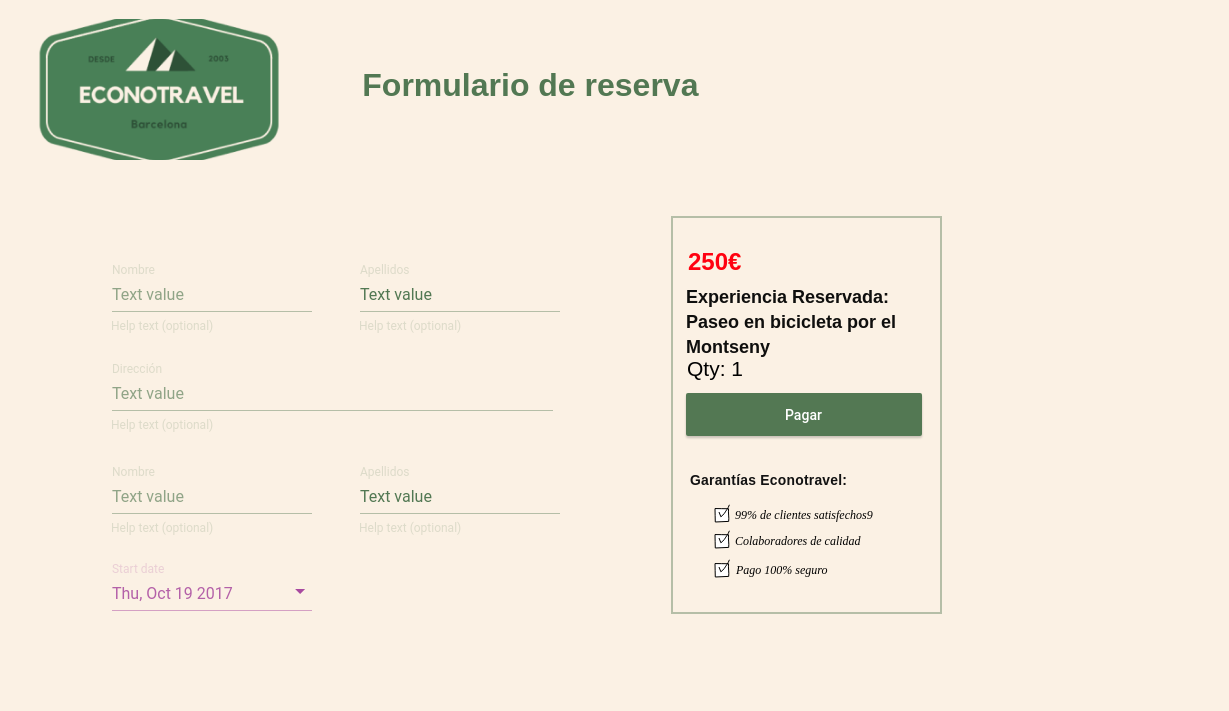 DESDE
2003
ECONOTRAVEL
Barcelona
Formulario de reserva
Nombre
Text value
Help text (optional)
Apellidos
Text value
Help text (optional)
Dirección
Text value
Help text (optional)
Nombre
Text value
Help text (optional)
Apellidos
Text value
Help text (optional)
Start date
Thu, Oct 19 2017
250€
Experiencia Reservada:
Paseo en bicicleta por el
Montseny
Qty: 1
Pagar
Garantías Econotravel:
99% de clientes satisfechos9
Colaboradores de calidad
Pago 100% seguro